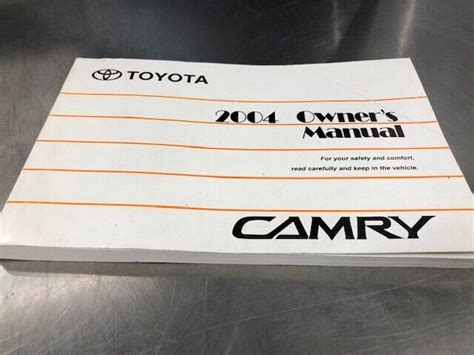 TOYOTA
2004 Owner's
Manual
For your safety and comfort,
read carefully and keep in the vehicle.
CAMRY